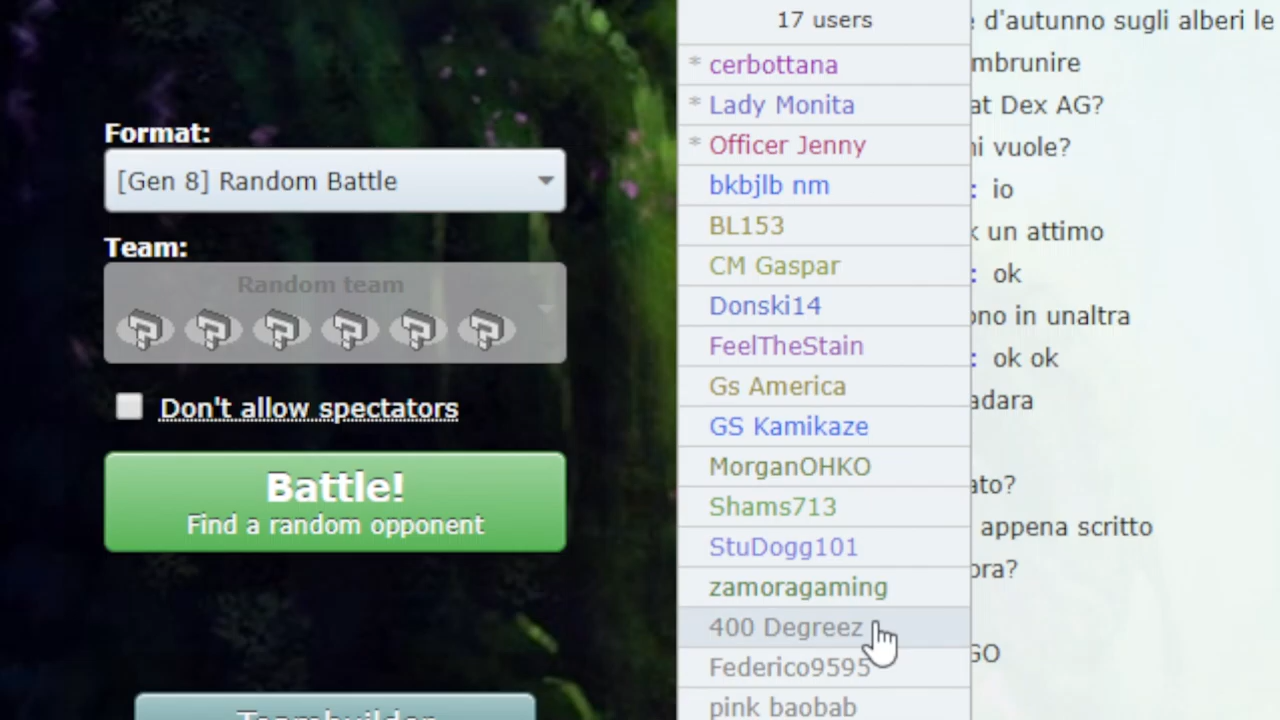 Format:
[Gen 8] Random Battle
Team:
Random team
Don't allow spectators
Battle!
Find a random opponent
Teambuilder
17 users
* cerbottana
* Lady Monita
* Officer Jenny
bkbjlb nm
BL153
CM Gaspar
Donski14
FeelTheStain
Gs America
GS Kamikaze
MorganOHKO
Shams713
StuDogg101
zamoragaming
400 Degreez
Federico9595
pink baobab
d'autunno sugli alberi le
mbrunire
at Dex AG?
ni vuole?
: io
un attimo
: ok
ono in unaltra
: ok ok
adara
ato?
appena scritto
ora?
GO